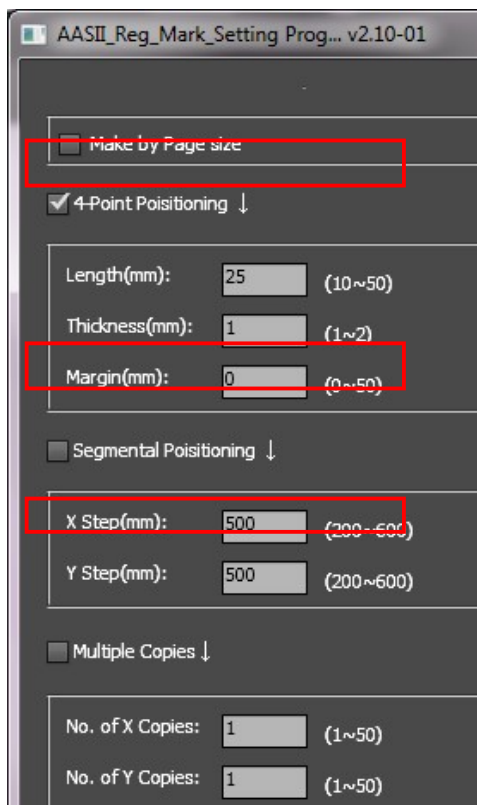 AASII_Reg_Mark_Setting Prog... v2.10-01
Make by Page size
4-Point Poisitioning ↓
Length(mm): 25 (10~50)
Thickness(mm): 1 (1~2)
Margin(mm): 0 (0~50)
Segmental Poisitioning ↓
X Step(mm): 500 (200~600)
Y Step(mm): 500 (200~600)
Multiple Copies ↓
No. of X Copies: 1 (1~50)
No. of Y Copies: 1 (1~50)